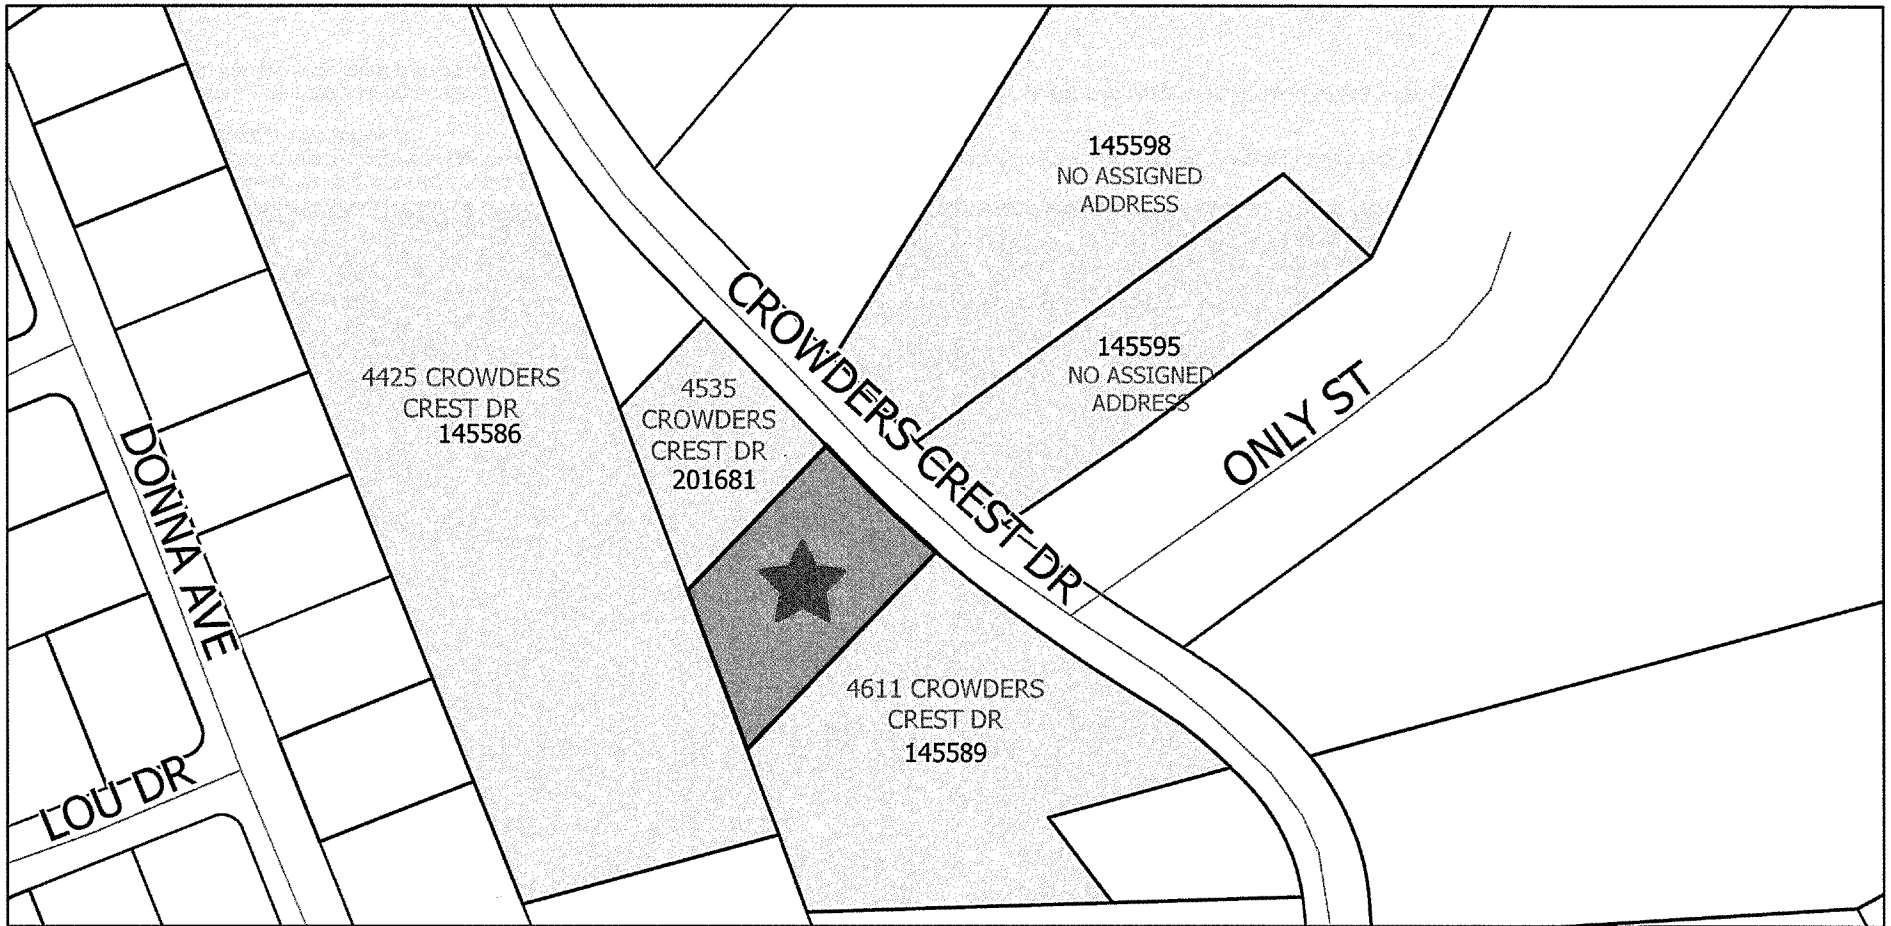 145598
NO ASSIGNED
ADDRESS
CROWDERS CREST DR
145595
NO ASSIGNED
ADDRESS
ONLY ST
4425 CROWDERS
CREST DR
145586
4535
CROWDERS
CREST DR
201681
DONNA AVE
4611 CROWDERS
CREST DR
145589
LOU DR